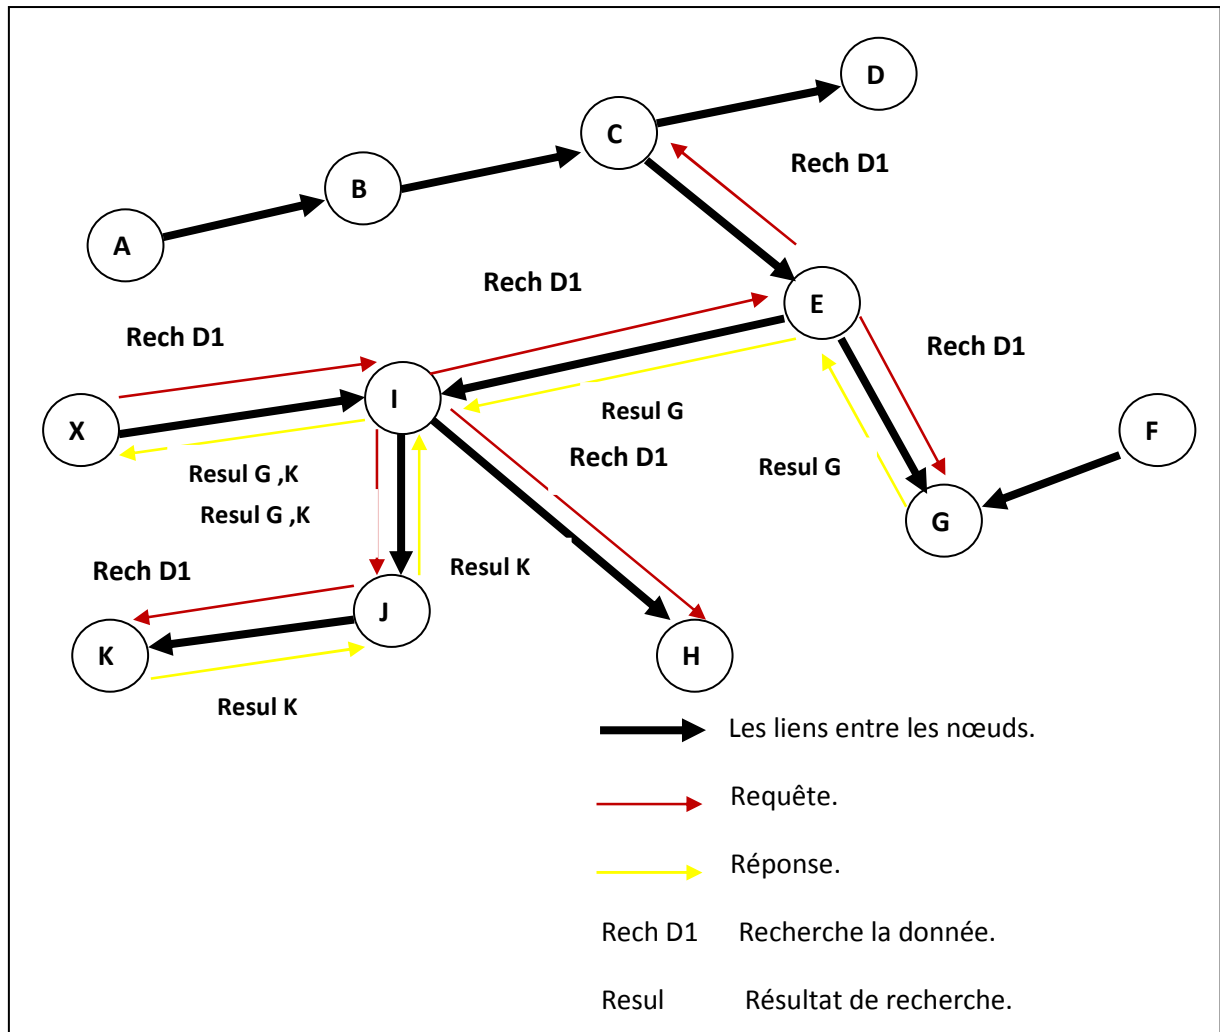 D
C
Rech D1
B
A
Rech D1
E
Rech D1
Rech D1
I
Resul G
X
F
Rech D1
Resul G
Resul G ,K
Resul G ,K
G
Resul K
Rech D1
J
K
H
Resul K
Les liens entre les nœuds.
Requête.
Réponse.
Rech D1 Recherche la donnée.
Resul Résultat de recherche.